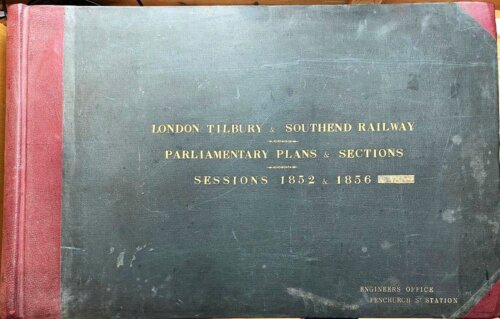 LONDON TILBURY & SOUTHEND RAILWAY
PARLIAMENTARY PLANS & SECTIONS
SESSIONS 1852 & 1856
ENGINEERS OFFICE
FENCHURCH ST STATION